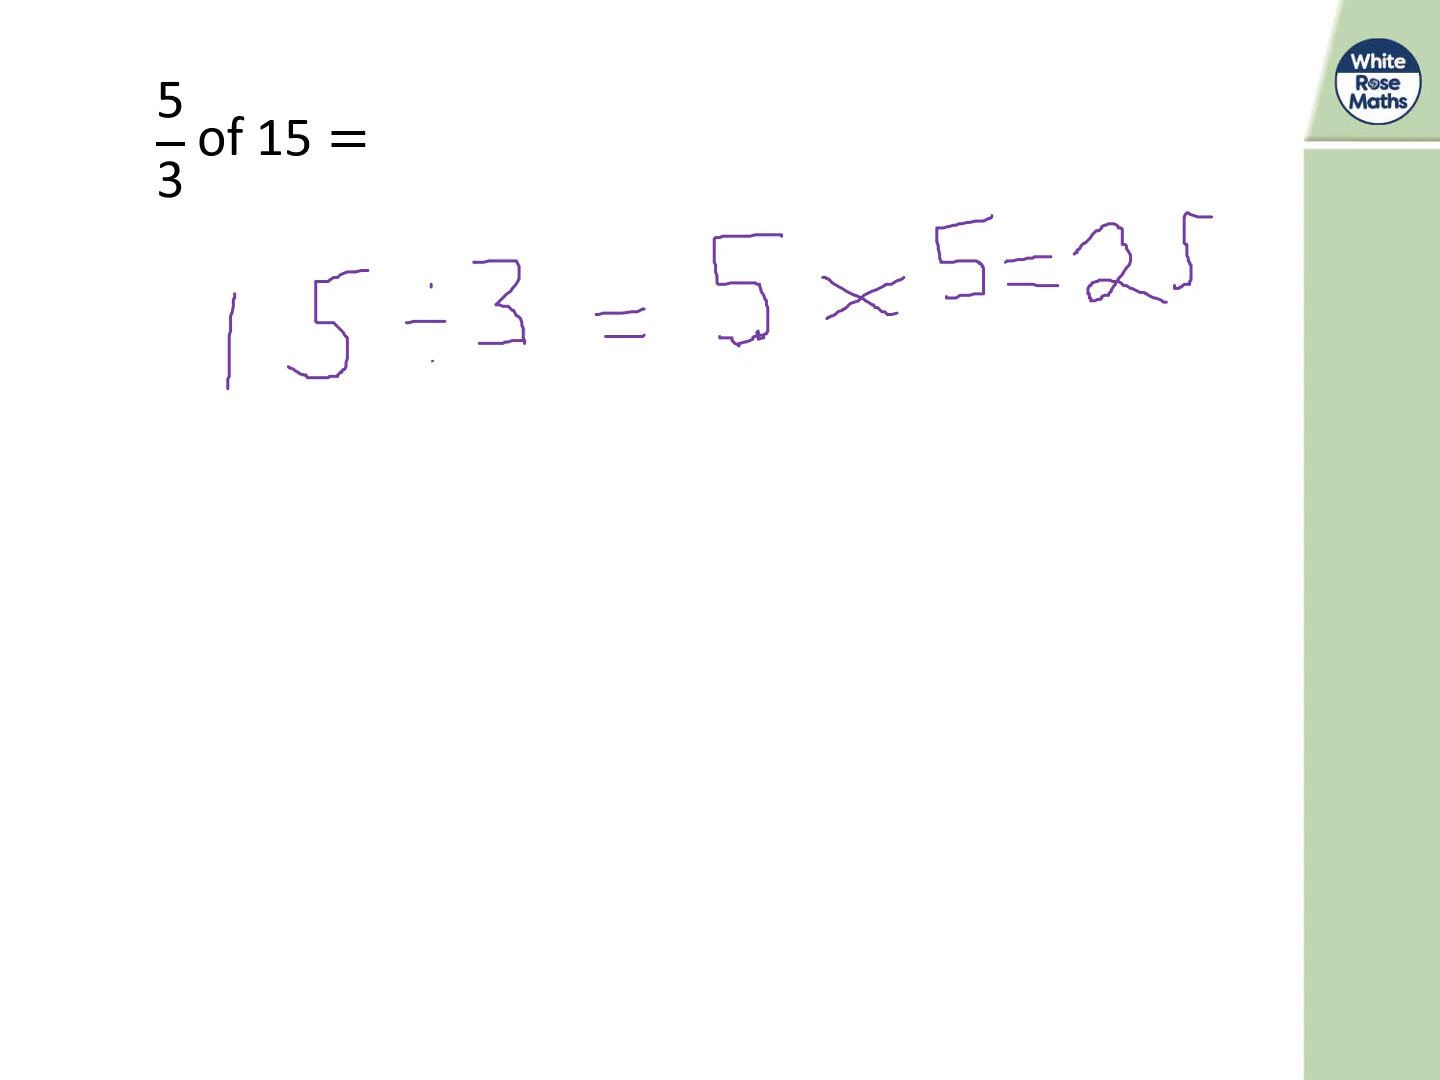 5/3 of 15 =
15 ÷ 3 = 5 × 5 = 25
White
Rose
Maths